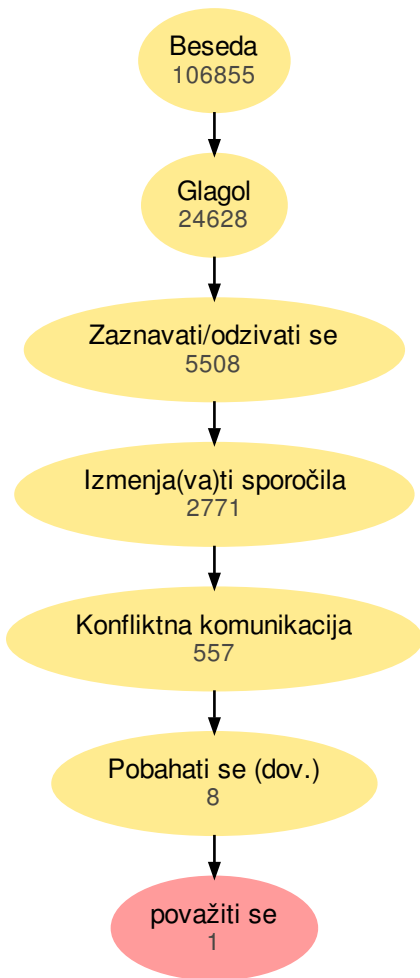 Beseda
106855
Glagol
24628
Zaznavati/odzivati se
5508
Izmenja(va)ti sporočila
2771
Konfliktna komunikacija
557
Pobahati se (dov.)
8
považiti se
1